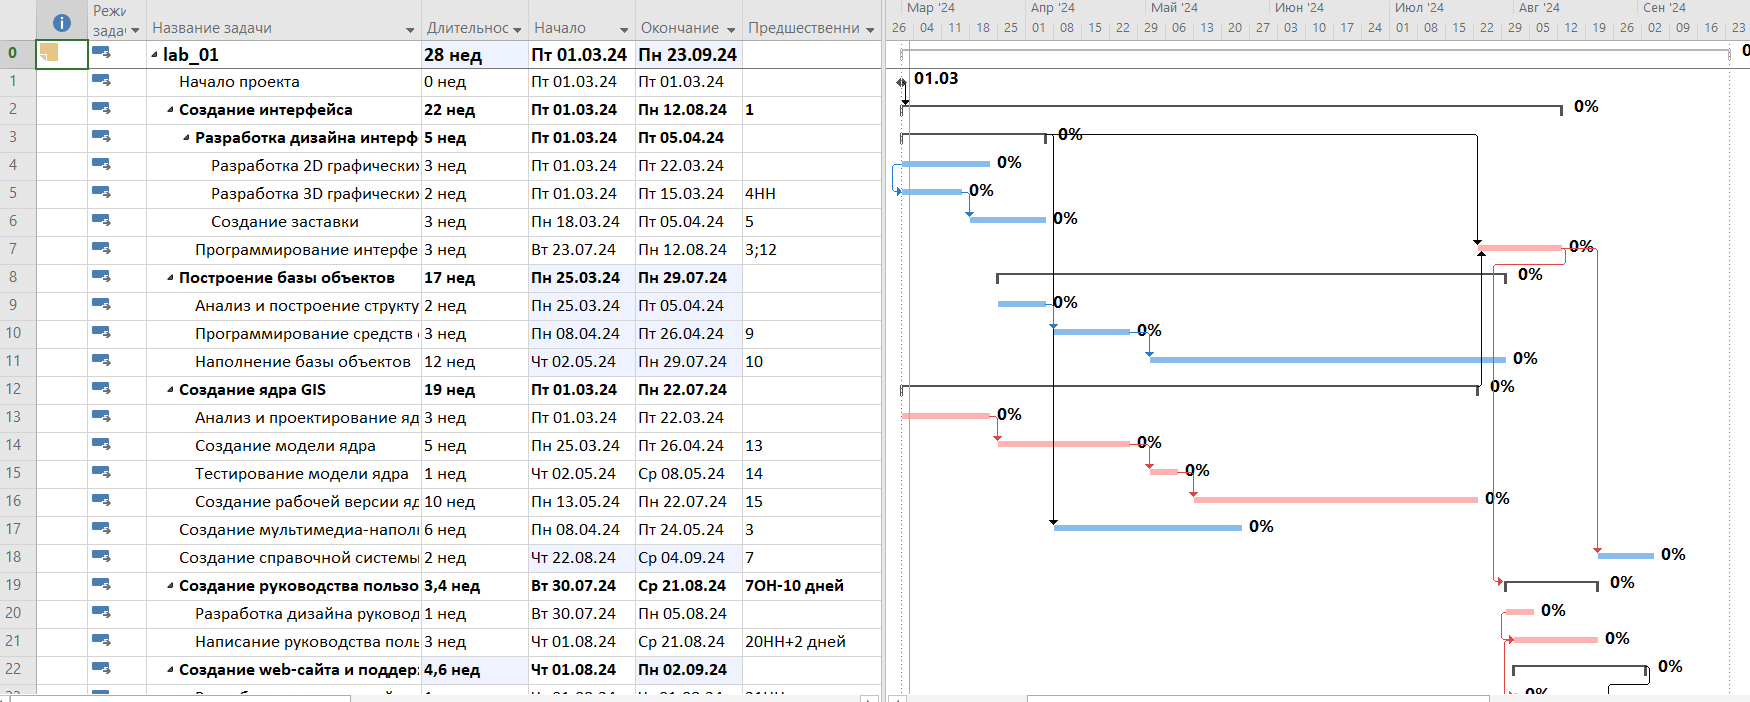 Режи
зада Название задачи Длительнос Начало Окончание Предшественни
Мар '24 Апр '24 Май '24 Июн '24 Июл '24 Авг '24 Сен '24
26 04 11 18 25 01 08 15 22 29 06 13 20 27 03 10 17 24 01 08 15 22 29 05 12 19 26 02 09 16 23
0 lab_01 28 нед Пт 01.03.24 Пн 23.09.24 0
1 Начало проекта 0 нед Пт 01.03.24 Пт 01.03.24 01.03
2 Создание интерфейса 22 нед Пт 01.03.24 Пн 12.08.24 1 0%
3 Разработка дизайна интерф 5 нед Пт 01.03.24 Пт 05.04.24 0%
4 Разработка 2D графических 3 нед Пт 01.03.24 Пт 22.03.24 0%
5 Разработка 3D графических 2 нед Пт 01.03.24 Пт 15.03.24 4НН 0%
6 Создание заставки 3 нед Пн 18.03.24 Пт 05.04.24 5 0%
7 Программирование интерфе 3 нед Вт 23.07.24 Пн 12.08.24 3;12 0%
8 Построение базы объектов 17 нед Пн 25.03.24 Пн 29.07.24 0%
9 Анализ и построение структу 2 нед Пн 25.03.24 Пт 05.04.24 0%
10 Программирование средств 3 нед Пн 08.04.24 Пт 26.04.24 9 0%
11 Наполнение базы объектов 12 нед Чт 02.05.24 Пн 29.07.24 10 0%
12 Создание ядра GIS 19 нед Пт 01.03.24 Пн 22.07.24 0%
13 Анализ и проектирование яд 3 нед Пт 01.03.24 Пт 22.03.24 0%
14 Создание модели ядра 5 нед Пн 25.03.24 Пт 26.04.24 13 0%
15 Тестирование модели ядра 1 нед Чт 02.05.24 Ср 08.05.24 14 0%
16 Создание рабочей версии яд 10 нед Пн 13.05.24 Пн 22.07.24 15 0%
17 Создание мультимедиа-напол 6 нед Пн 08.04.24 Пт 24.05.24 3 0%
18 Создание справочной системы 2 нед Чт 22.08.24 Ср 04.09.24 7 0%
19 Создание руководства пользо 3,4 нед Вт 30.07.24 Ср 21.08.24 7ОН-10 дней 0%
20 Разработка дизайна руковод 1 нед Вт 30.07.24 Пн 05.08.24 0%
21 Написание руководства поль 3 нед Чт 01.08.24 Ср 21.08.24 20НН+2 дней 0%
22 Создание web-сайта и поддер 4,6 нед Чт 01.08.24 Пн 02.09.24 0%
0%